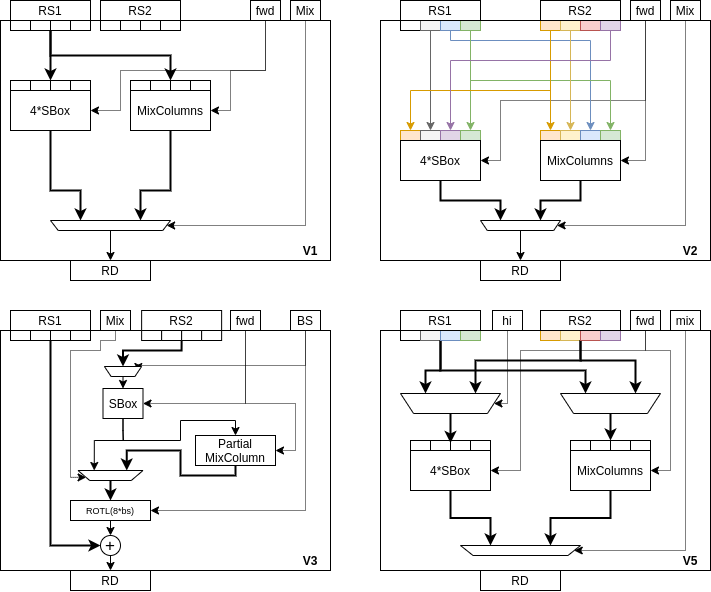 RS1
RS2
fwd
Mix
4*SBox
MixColumns
V1
RD
RS1
RS2
fwd
Mix
4*SBox
MixColumns
V2
RD
RS1
Mix
RS2
fwd
BS
SBox
Partial
MixColumn
ROTL(8*bs)
+
V3
RD
RS1
hi
RS2
fwd
mix
4*SBox
MixColumns
V5
RD